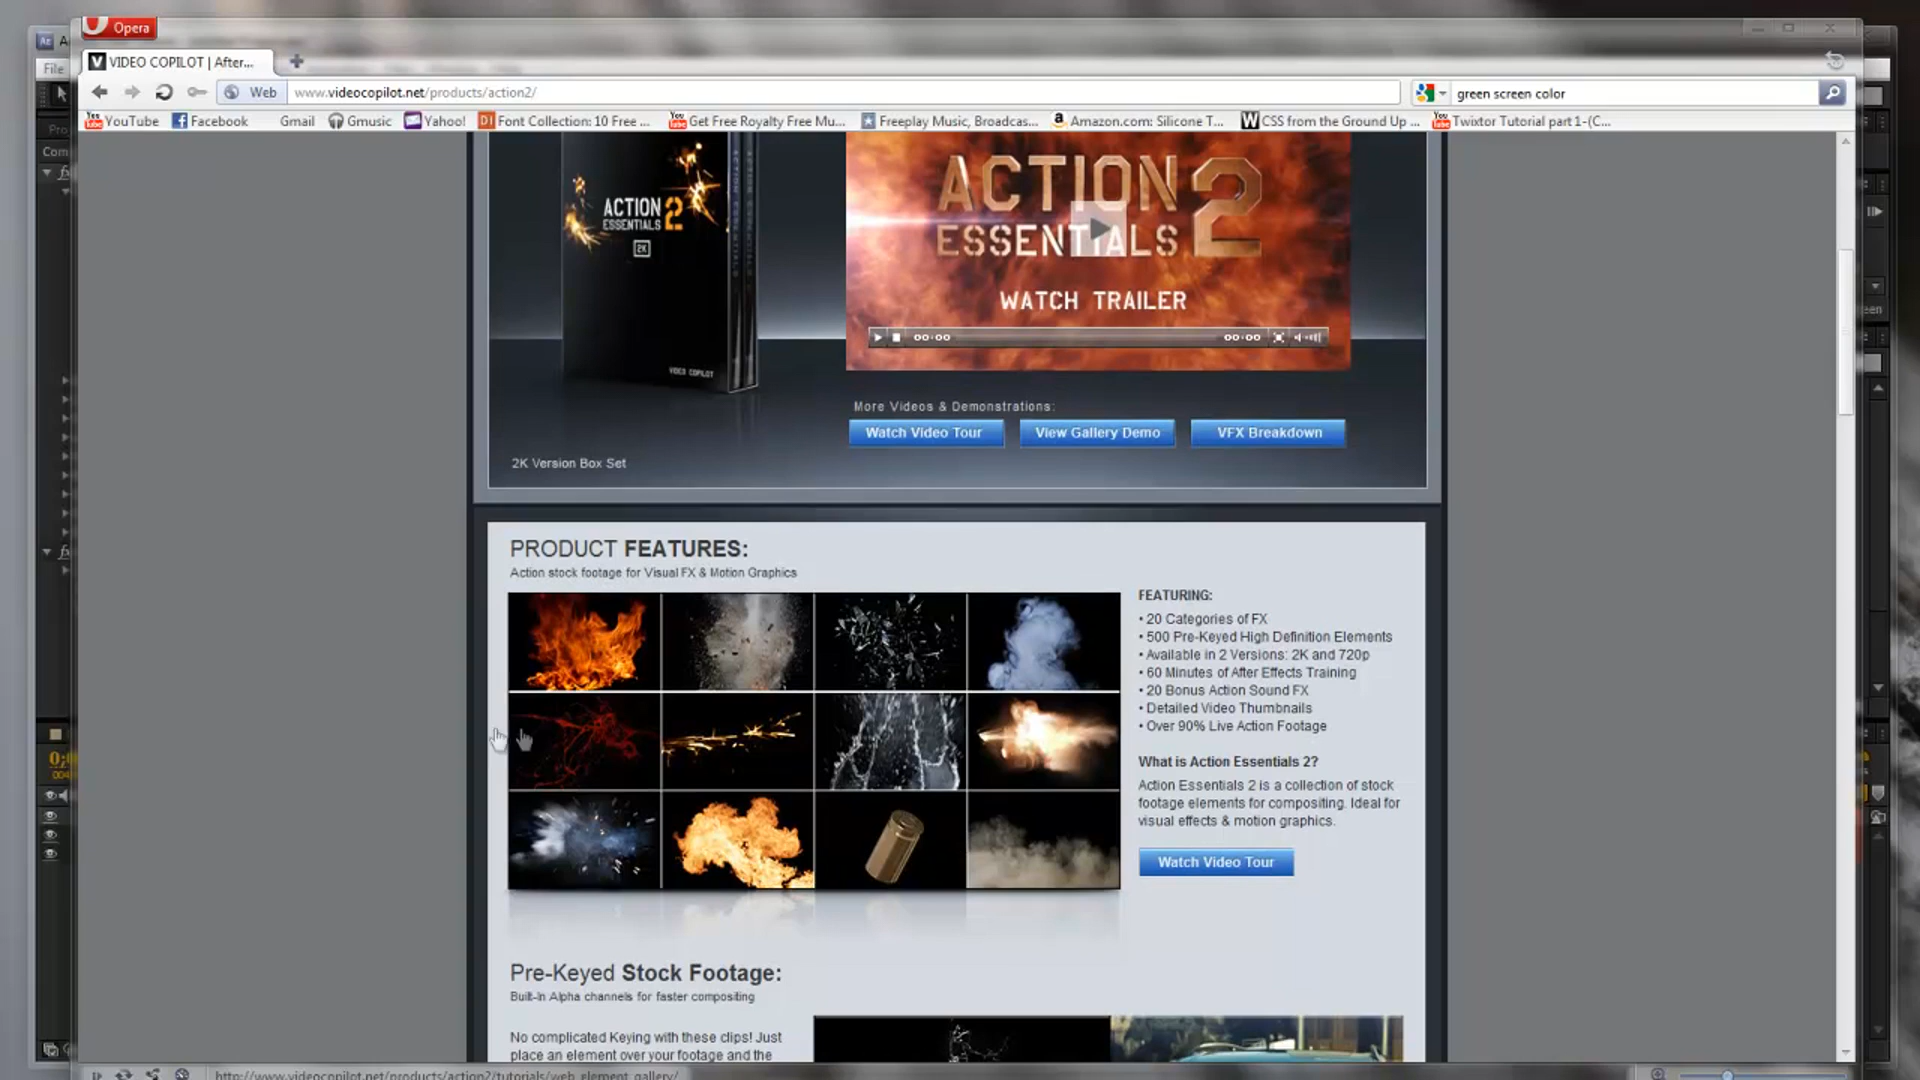 Opera
File
VIDEO COPILOT | After...
Web
www.videocopilot.net/products/action2/
green screen color
YouTube
Facebook
Gmail
Gmusic
Yahoo!
Font Collection: 10 Free ...
Get Free Royalty Free Mu...
Freeplay Music, Broadcas...
Amazon.com: Silicone T...
CSS from the Ground Up ...
Twixtor Tutorial part 1-(C...
ACTION
ESSENTIALS 2
2K
ACTION ESSENTIALS
VIDEO COPILOT
ACTION 2
ESSENTIALS
WATCH TRAILER
00:00
00:00
More Videos & Demonstrations:
Watch Video Tour
View Gallery Demo
VFX Breakdown
2K Version Box Set
PRODUCT FEATURES:
Action stock footage for Visual FX & Motion Graphics
FEATURING:
• 20 Categories of FX
• 500 Pre-Keyed High Definition Elements
• Available in 2 Versions: 2K and 720p
• 60 Minutes of After Effects Training
• 20 Bonus Action Sound FX
• Detailed Video Thumbnails
• Over 90% Live Action Footage
What is Action Essentials 2?
Action Essentials 2 is a collection of stock
footage elements for compositing. Ideal for
visual effects & motion graphics.
Watch Video Tour
Pre-Keyed Stock Footage:
Built-In Alpha channels for faster compositing
No complicated Keying with these clips! Just
place an element over your footage and the
http://www.videocopilot.net/products/action2/tutorials/web_element_gallery/